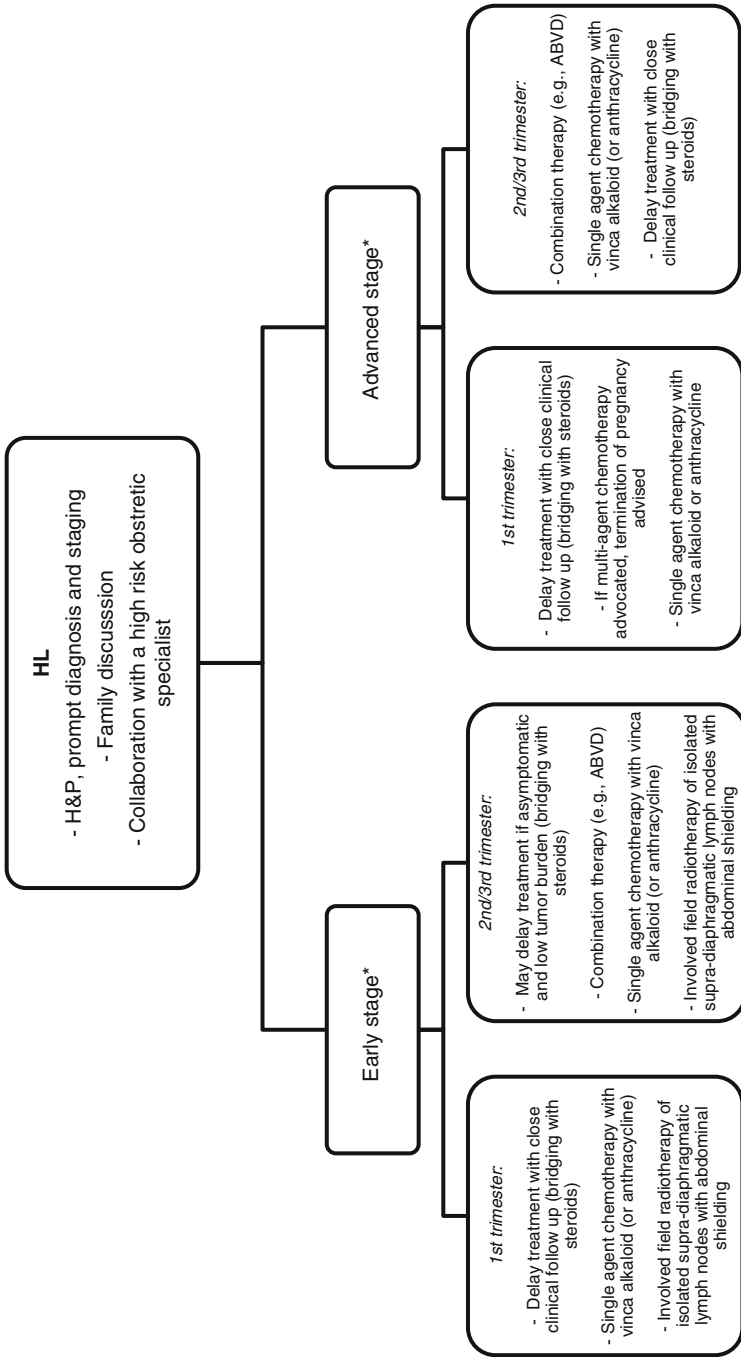 HL
- H&P, prompt diagnosis and staging
- Family discusssion
- Collaboration with a high risk obstretic
specialist
Early stage*
Advanced stage*
1st trimester:
- Delay treatment with close
clinical follow up (bridging with
steroids)
- Single agent chemotherapy with
vinca alkaloid (or anthracycline)
- Involved field radiotherapy of
isolated supra-diaphragmatic
lymph nodes with abdominal
shielding
2nd/3rd trimester:
- May delay treatment if asymptomatic
and low tumor burden (bridging with
steroids)
- Combination therapy (e.g., ABVD)
- Single agent chemotherapy with vinca
alkaloid (or anthracycline)
- Involved field radiotherapy of isolated
supra-diaphragmatic lymph nodes with
abdominal shielding
1st trimester:
- Delay treatment with close clinical
follow up (bridging with steroids)
- If multi-agent chemotherapy
advocated, termination of pregnancy
advised
- Single agent chemotherapy with
vinca alkaloid or anthracycline
2nd/3rd trimester:
- Combination therapy (e.g., ABVD)
- Single agent chemotherapy with
vinca alkaloid (or anthracycline)
- Delay treatment with close
clinical follow up (bridging with
steroids)